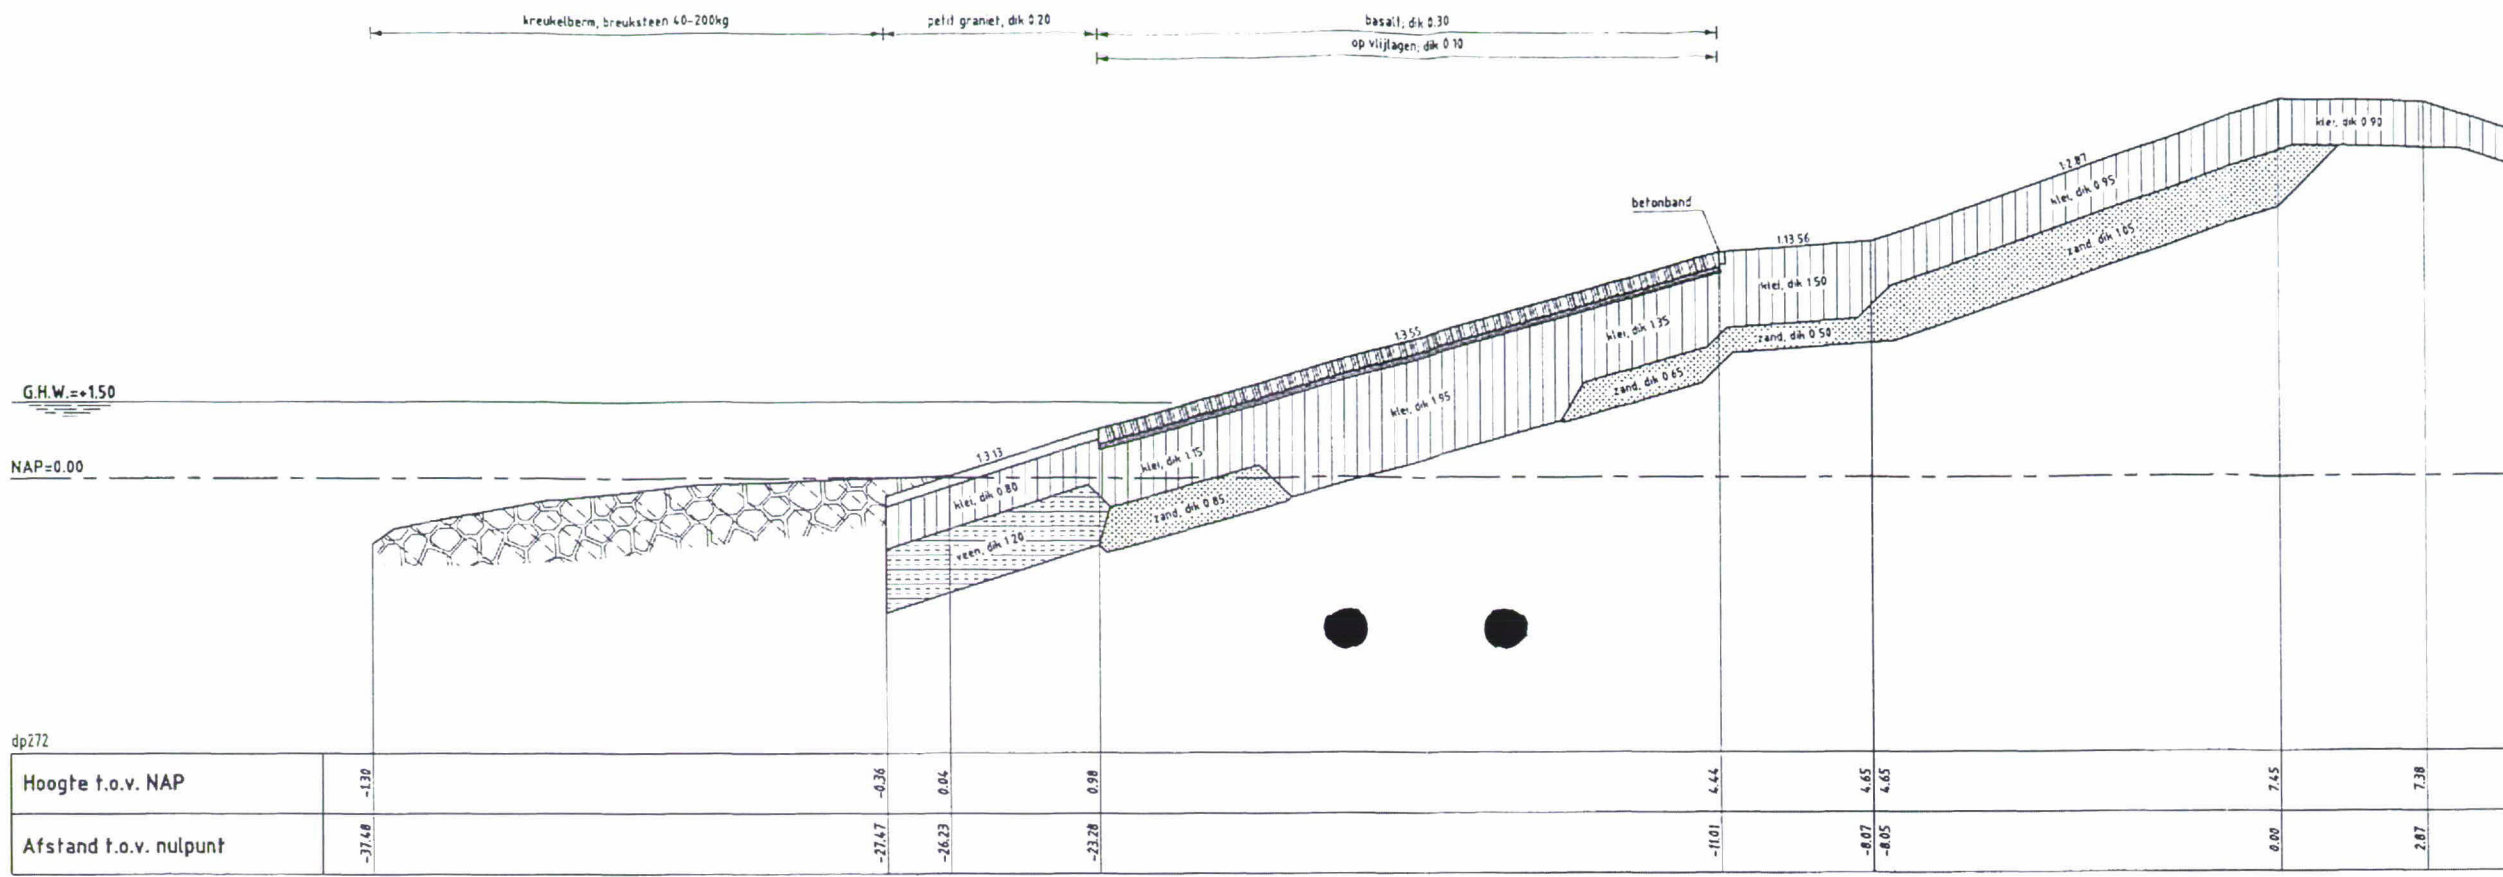 kreukelberm, breuksteen 40-200kg
petit graniet, dik 0.20
basalt; dik 0.30
op vlijlagen; dik 0.10
klei, dik 0.90
1:2.87
klei, dik 0.95
betonband
zand, dik 1.05
1:13.56
klei, dik 1.50
1:3.55
klei, dik 1.35
zand, dik 0.50
zand, dik 0.65
G.H.W.=+1.50
klei, dik 1.95
1:3.13
klei, dik 1.15
NAP=0.00
klei, dik 0.80
zand, dik 0.85
veen, dik 1.20
dp272
Hoogte t.o.v. NAP -1.30 -0.36 0.04 0.98 4.44 4.65 4.65 7.45 7.38
Afstand t.o.v. nulpunt -37.48 -27.47 -26.23 -23.28 -11.01 -8.07 -8.05 0.00 2.87